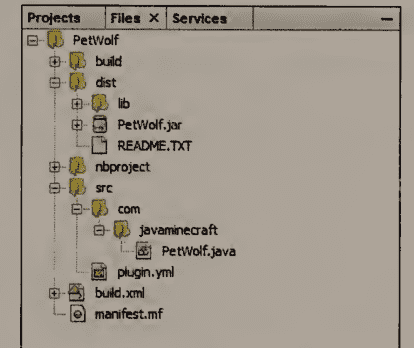 Projects Files × Services
PetWolf
build
dist
lib
PetWolf.jar
README.TXT
nbproject
src
com
javaminecraft
PetWolf.java
plugin.yml
build.xml
manifest.mf